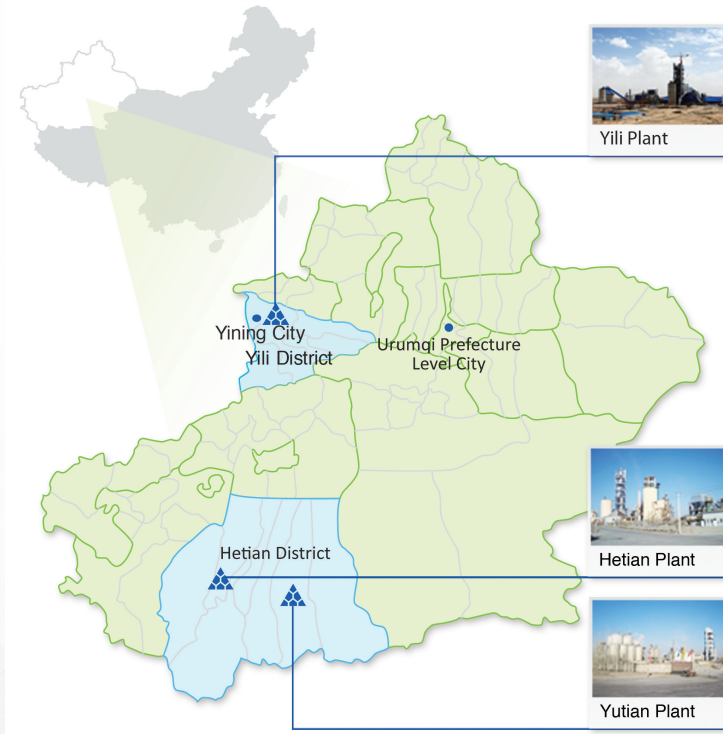 Yili Plant
Yining City
Yili District
Urumqi Prefecture
Level City
Hetian District
Hetian Plant
Yutian Plant